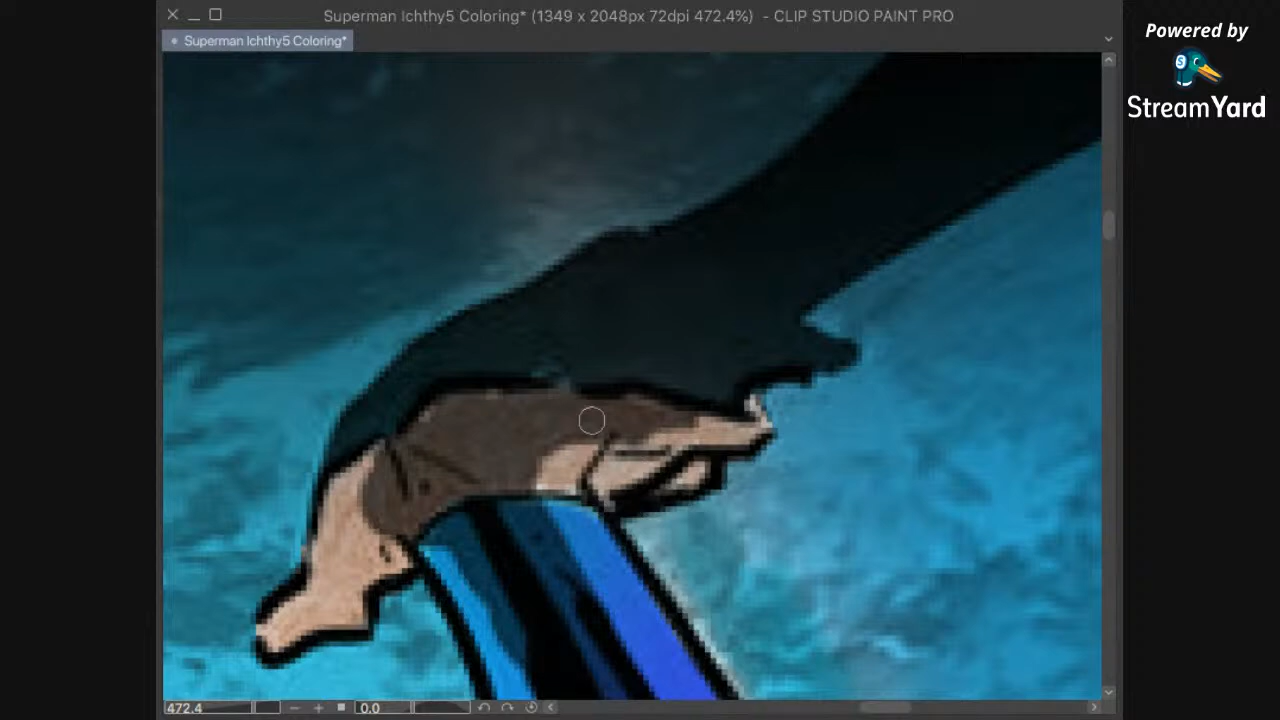 Superman Ichthy5 Coloring* (1349 x 2048px 72dpi 472.4%) - CLIP STUDIO PAINT PRO
Superman Ichthy5 Coloring*
Powered by
StreamYard
472.4
0.0